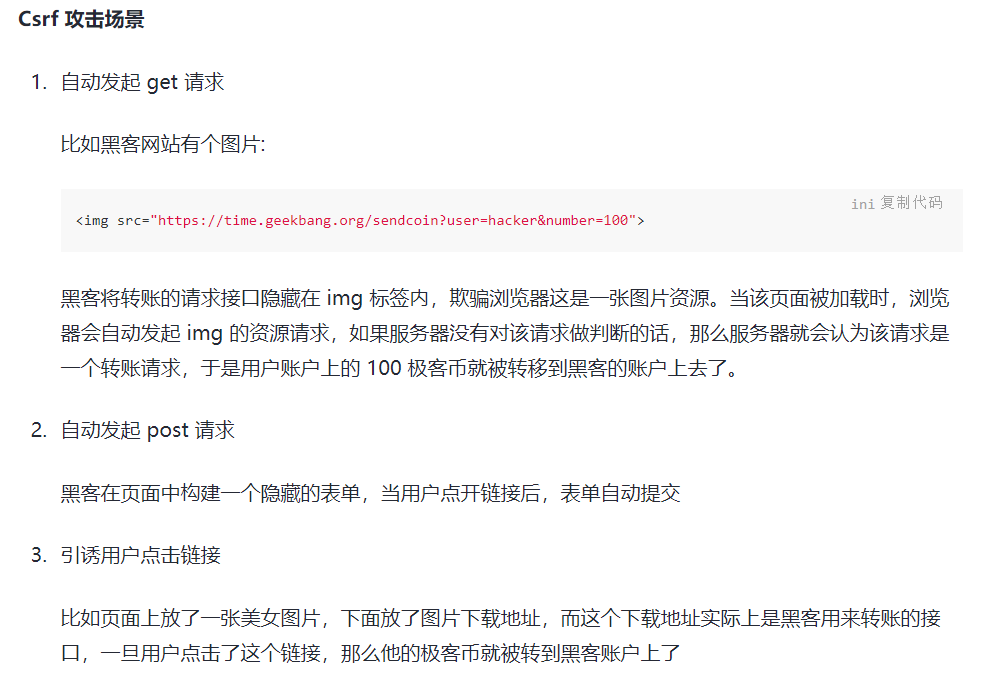 Csrf 攻击场景
1. 自动发起 get 请求
比如黑客网站有个图片:
ini 复制代码
<img src="https://time.geekbang.org/sendcoin?user=hacker&number=100">
黑客将转账的请求接口隐藏在 img 标签内，欺骗浏览器这是一张图片资源。当该页面被加载时，浏览
器会自动发起 img 的资源请求，如果服务器没有对该请求做判断的话，那么服务器就会认为该请求是
一个转账请求，于是用户账户上的 100 极客币就被转移到黑客的账户上去了。
2. 自动发起 post 请求
黑客在页面中构建一个隐藏的表单，当用户点开链接后，表单自动提交
3. 引诱用户点击链接
比如页面上放了一张美女图片，下面放了图片下载地址，而这个下载地址实际上是黑客用来转账的接
口，一旦用户点击了这个链接，那么他的极客币就被转到黑客账户上了